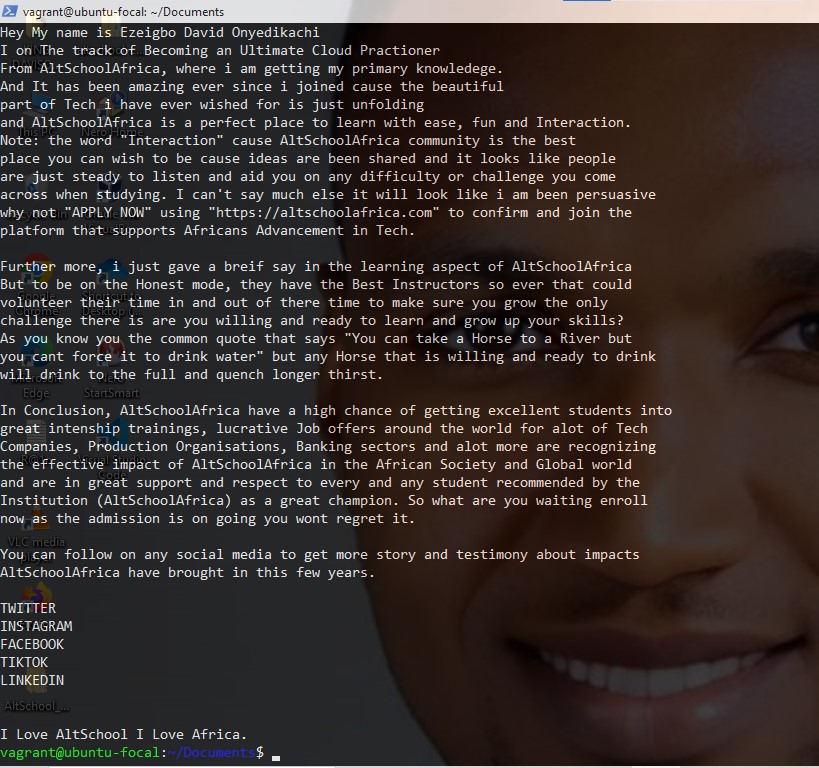 vagrant@ubuntu-focal: ~/Documents
Hey My name is Ezeigbo David Onyedikachi
I on The track of Becoming an Ultimate Cloud Practioner
From AltSchoolAfrica, where i am getting my primary knowledege.
And It has been amazing ever since i joined cause the beautiful
part of Tech i have ever wished for is just unfolding
and AltSchoolAfrica is a perfect place to learn with ease, fun and Interaction.
Note: the word "Interaction" cause AltSchoolAfrica community is the best
place you can wish to be cause ideas are been shared and it looks like people
are just steady to listen and aid you on any difficulty or challenge you come
across when studying. I can't say much else it will look like i am been persuasive
why not "APPLY NOW" using "https://altschoolafrica.com" to confirm and join the
platform that supports Africans Advancement in Tech.
Further more, i just gave a breif say in the learning aspect of AltSchoolAfrica
But to be on the Honest mode, they have the Best Instructors so ever that could
volunteer their time in and out of there time to make sure you grow the only
challenge there is are you willing and ready to learn and grow up your skills?
As you know you the common quote that says "You can take a Horse to a River but
you cant force it to drink water" but any Horse that is willing and ready to drink
will drink to the full and quench longer thirst.
In Conclusion, AltSchoolAfrica have a high chance of getting excellent students into
great intenship trainings, lucrative Job offers around the world for alot of Tech
Companies, Production Organisations, Banking sectors and alot more are recognizing
the effective impact of AltSchoolAfrica in the African Society and Global world
and are in great support and respect to every and any student recommended by the
Institution (AltSchoolAfrica) as a great champion. So what are you waiting enroll
now as the admission is on going you wont regret it.
You can follow on any social media to get more story and testimony about impacts
AltSchoolAfrica have brought in this few years.
TWITTER
INSTAGRAM
FACEBOOK
TIKTOK
LINKEDIN
AltSchool_...
I Love AltSchool I Love Africa.
vagrant@ubuntu-focal:~/Documents$